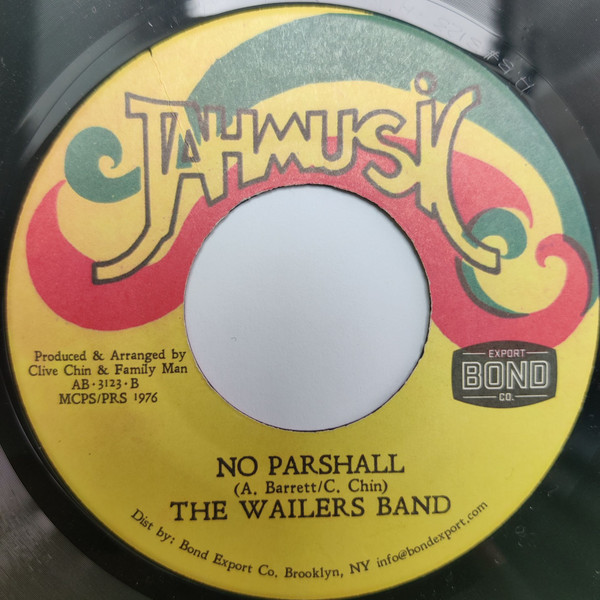 JAHMUSIC
Produced & Arranged by
Clive Chin & Family Man
AB·3123·B
MCPS/PRS 1976
EXPORT
BOND
CO.
NO PARSHALL
(A. Barrett/C. Chin)
THE WAILERS BAND
Dist by: Bond Export Co. Brooklyn, NY info@bondexport.com